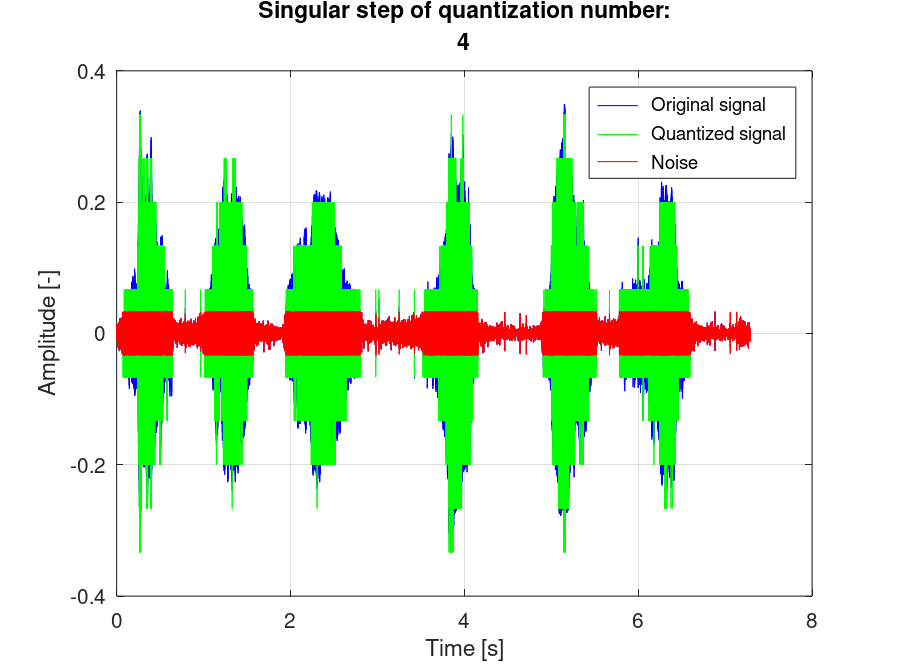 Singular step of quantization number:
4
Original signal
Quantized signal
Noise
0.4
0.2
0
-0.2
-0.4
Amplitude [-]
0
2
4
6
8
Time [s]